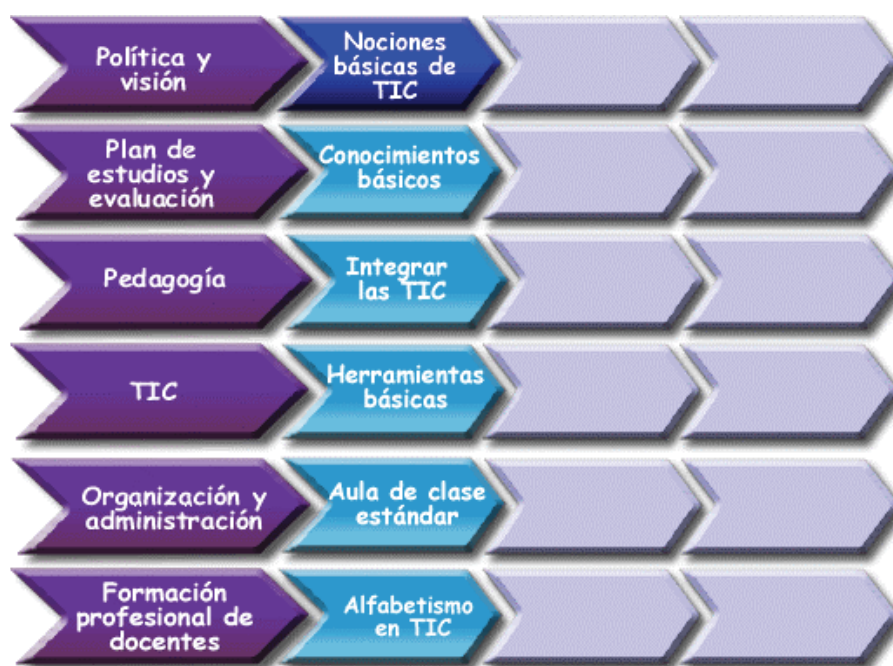 Política y
visión
Nociones
básicas de
TIC
Plan de
estudios y
evaluación
Conocimientos
básicos
Pedagogía
Integrar
las TIC
TIC
Herramientas
básicas
Organización y
administración
Aula de clase
estándar
Formación
profesional de
docentes
Alfabetismo
en TIC